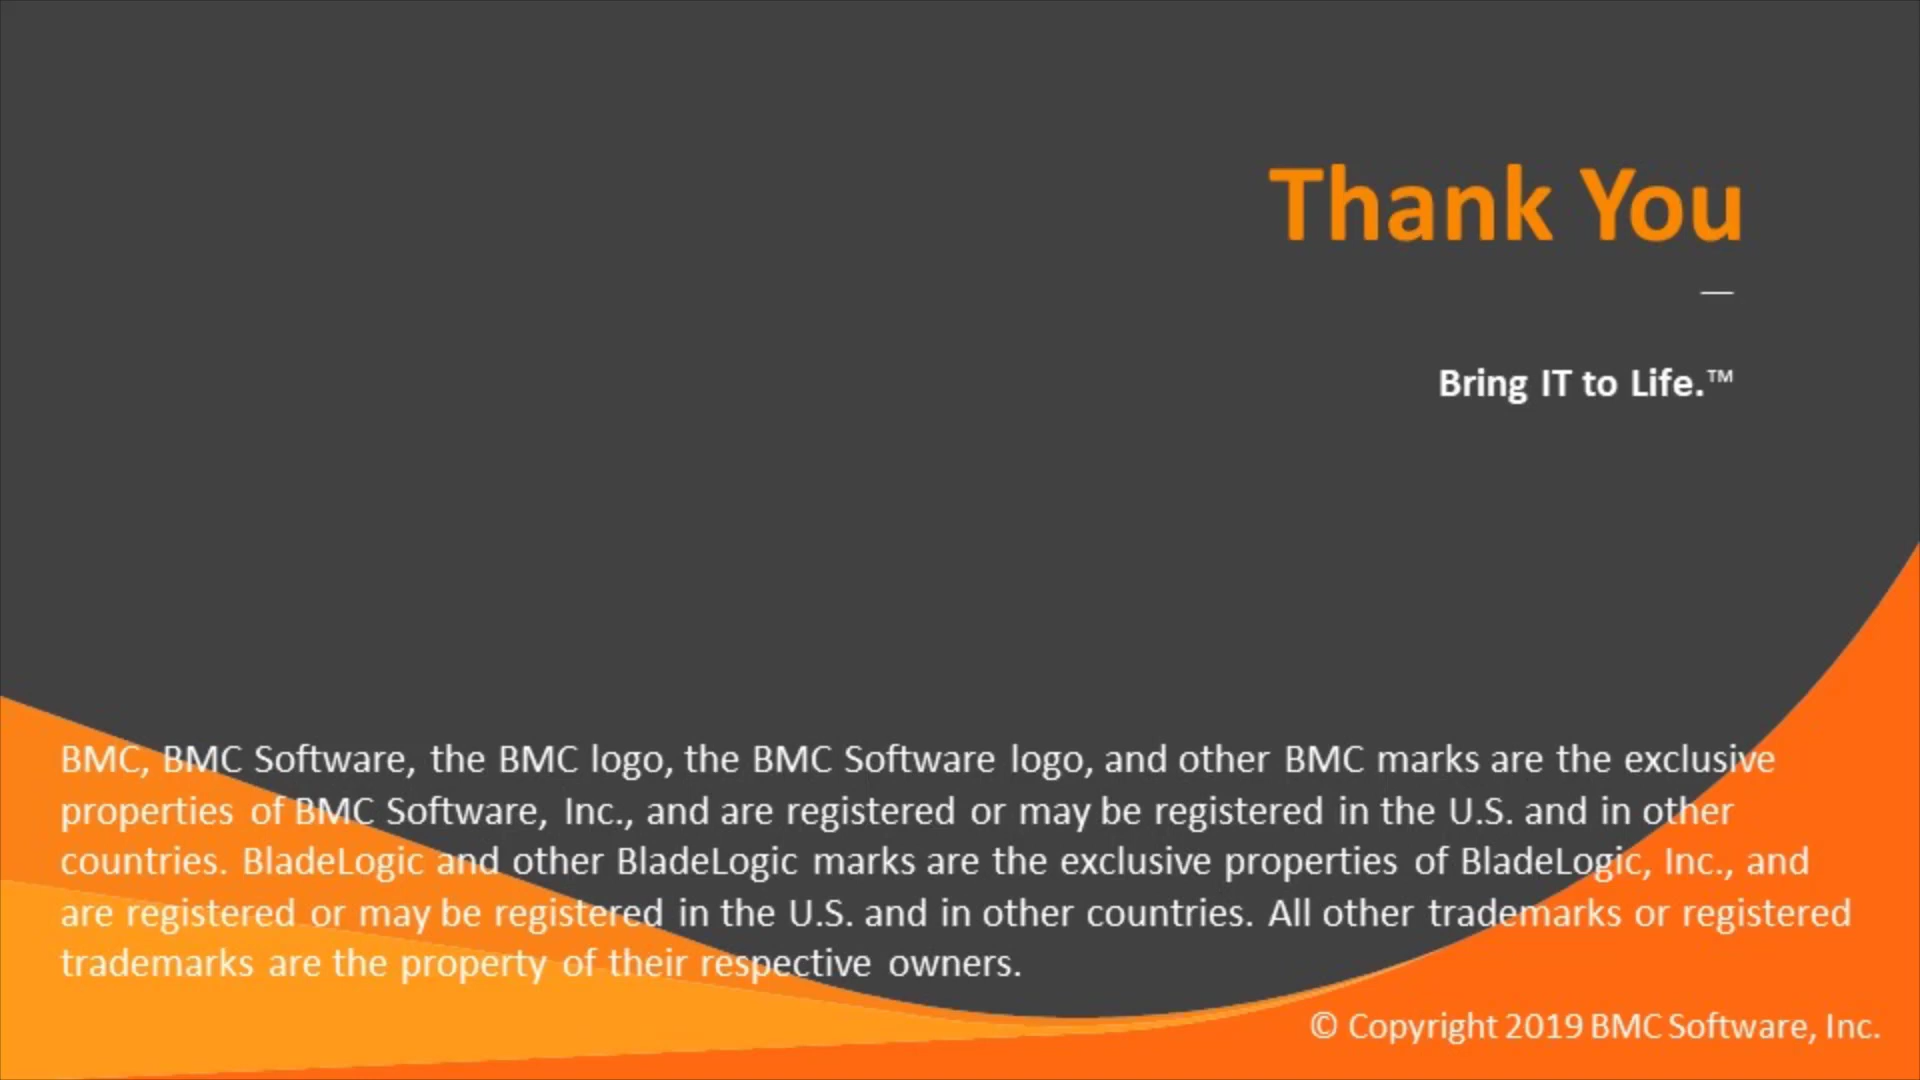 Thank You
—
Bring IT to Life.™
BMC, BMC Software, the BMC logo, the BMC Software logo, and other BMC marks are the exclusive
properties of BMC Software, Inc., and are registered or may be registered in the U.S. and in other
countries. BladeLogic and other BladeLogic marks are the exclusive properties of BladeLogic, Inc., and
are registered or may be registered in the U.S. and in other countries. All other trademarks or registered
trademarks are the property of their respective owners.
© Copyright 2019 BMC Software, Inc.